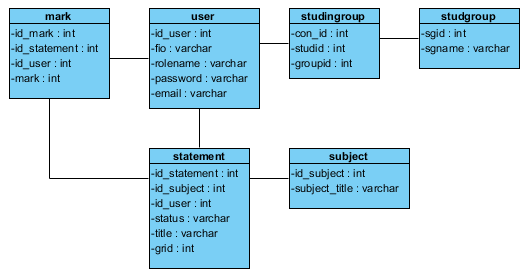 mark
-id_mark : int
-id_statement : int
-id_user : int
-mark : int
user
-id_user : int
-fio : varchar
-rolename : varchar
-password : varchar
-email : varchar
studingroup
-con_id : int
-studid : int
-groupid : int
studgroup
-sgid : int
-sgname : varchar
statement
-id_statement : int
-id_subject : int
-id_user : int
-status : varchar
-title : varchar
-grid : int
subject
-id_subject : int
-subject_title : varchar